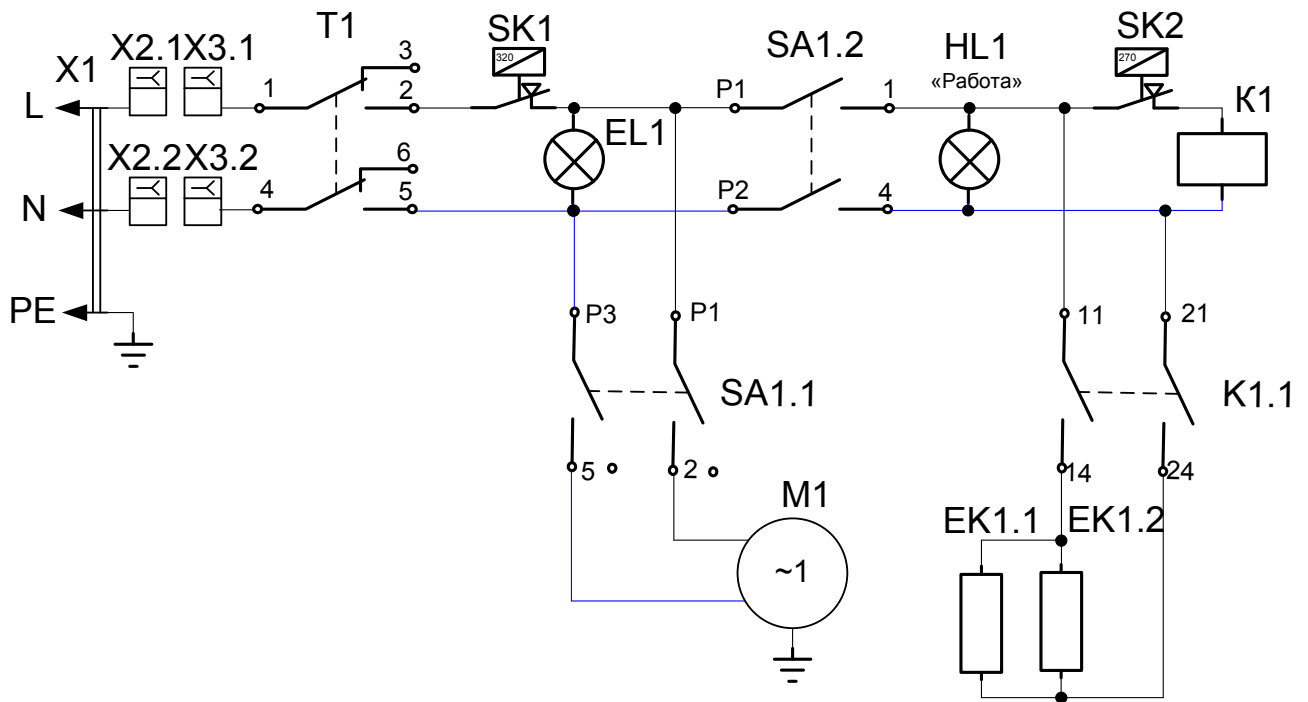 T1
SK1
SA1.2
HL1
SK2
X2.1 X3.1
X1
3
320
«Работа»
270
L
1
2
P1
1
К1
EL1
X2.2 X3.2
6
N
4
5
P2
4
PE
P3
P1
11
21
SA1.1
K1.1
5
2
14
24
M1
EK1.1
EK1.2
~1